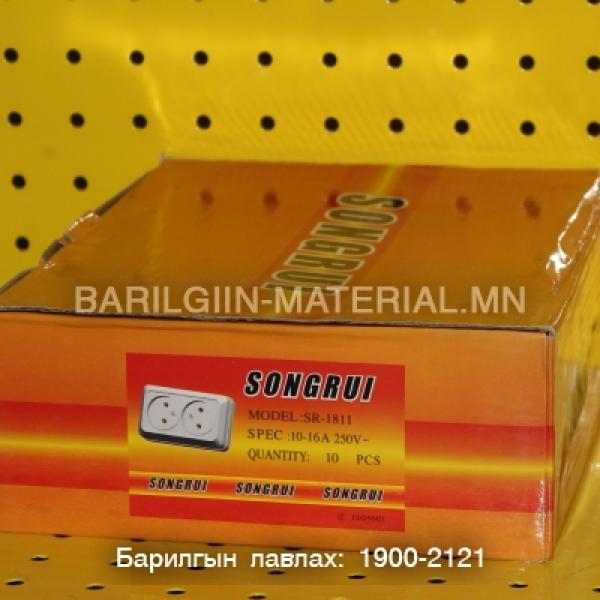 SONGRUI
BARILGIIN-MATERIAL.MN
SONGRUI
MODEL :SR-1811
SPEC :10-16A 250V~
QUANTITY: 10 PCS
SONGRUI SONGRUI SONGRUI
ISO9001
Барилгын лавлах: 1900-2121